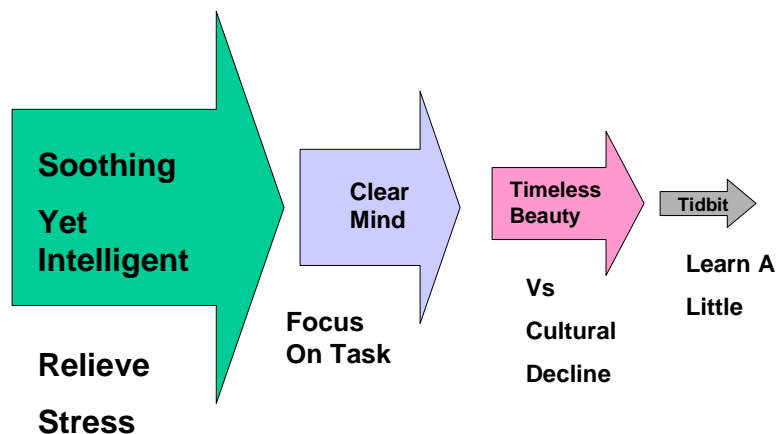 Soothing
Yet
Intelligent
Relieve
Stress
Clear
Mind
Focus
On Task
Timeless
Beauty
Vs
Cultural
Decline
Tidbit
Learn A
Little